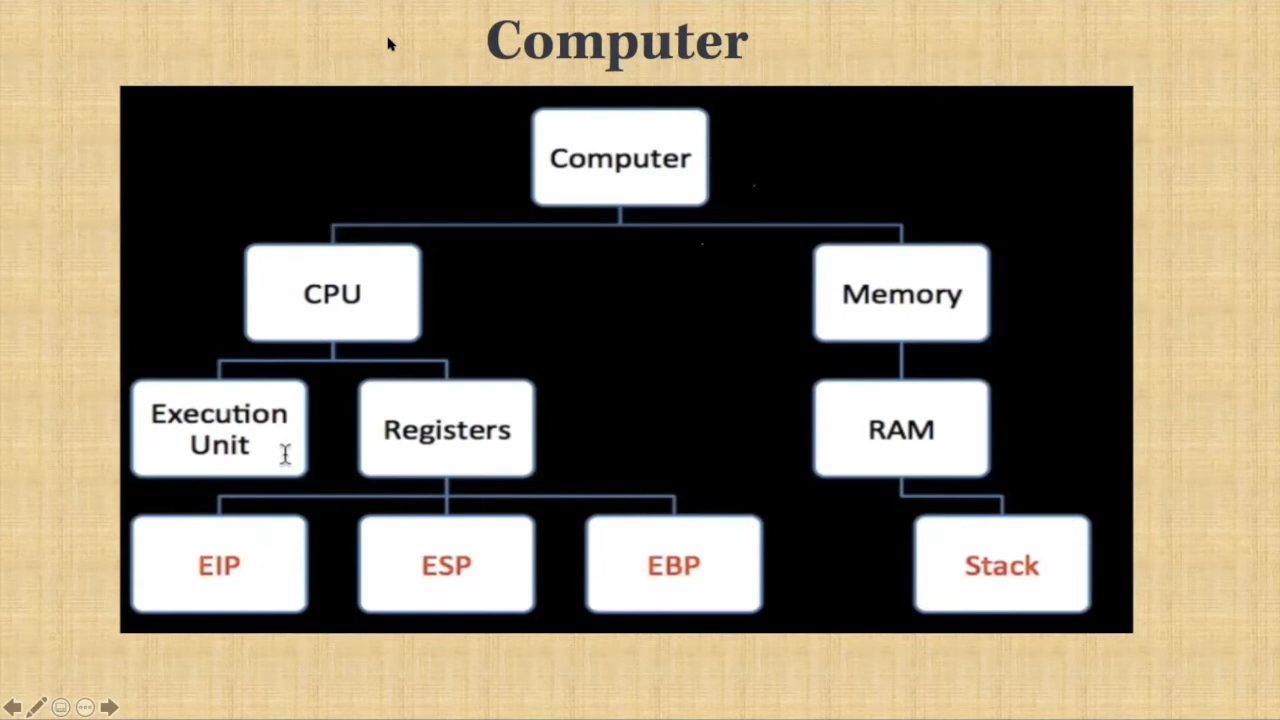 Computer
Computer
CPU
Memory
Execution
Unit
Registers
RAM
EIP
ESP
EBP
Stack